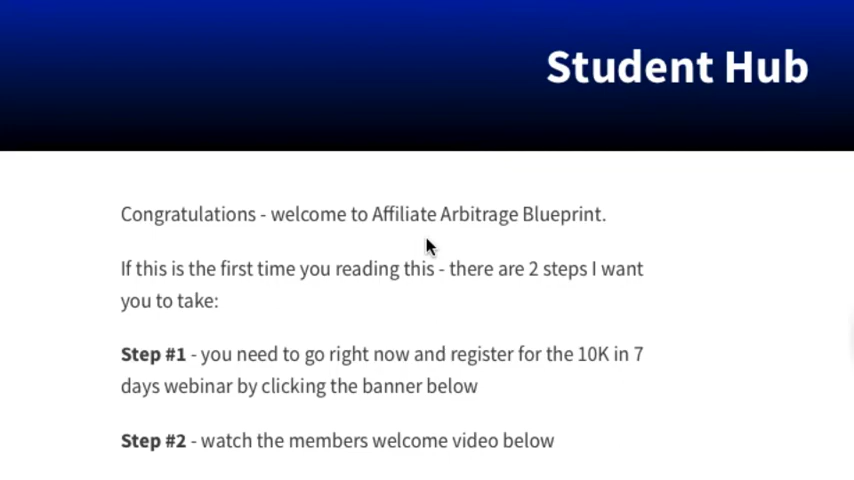 Student Hub
Congratulations - welcome to Affiliate Arbitrage Blueprint.
If this is the first time you reading this - there are 2 steps I want
you to take:
Step #1 - you need to go right now and register for the 10K in 7
days webinar by clicking the banner below
Step #2 - watch the members welcome video below